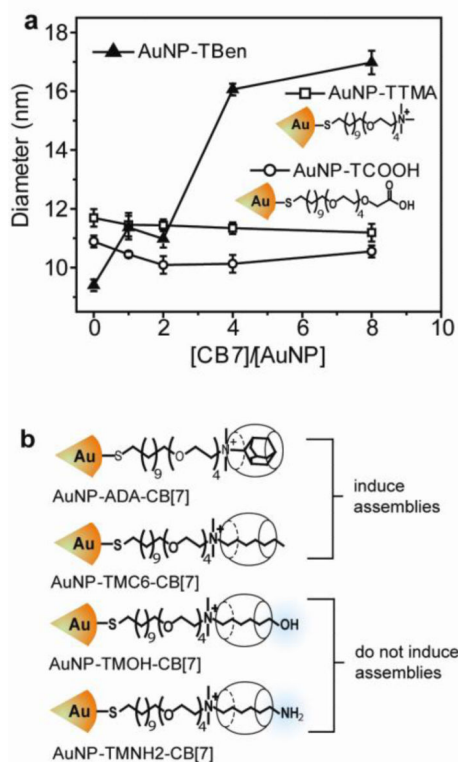 a
AuNP-TBen
AuNP-TTMA
Au
S
9
O
4
N
+
AuNP-TCOOH
Au
S
9
O
4
O
O
OH
Diameter (nm)
18
16
14
12
10
0 2 4 6 8 10
[CB7]/[AuNP]
b
Au S 9 O 4 N +
AuNP-ADA-CB[7]
induce
assemblies
Au S 9 O 4 N +
AuNP-TMC6-CB[7]
Au S 9 O 4 N + OH
AuNP-TMOH-CB[7]
do not induce
assemblies
Au S 9 O 4 N + NH2
AuNP-TMNH2-CB[7]